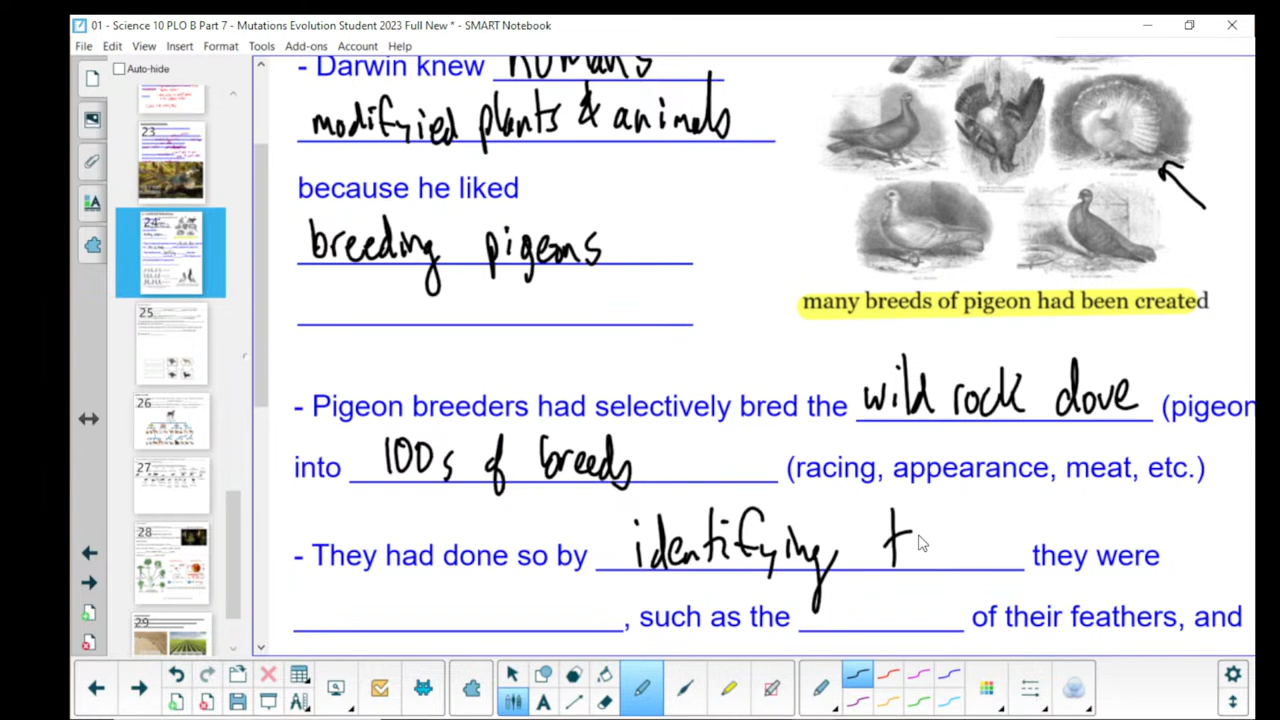 01 - Science 10 PLO B Part 7 - Mutations Evolution Student 2023 Full New * - SMART Notebook
File Edit View Insert Format Tools Add-ons Account Help
Auto-hide
23
24
25
26
27
28
29
- Darwin knew humans
modifyied plants & animals
because he liked
breeding pigeons
many breeds of pigeon had been created
- Pigeon breeders had selectively bred the wild rock dove (pigeon
into 100s of breeds (racing, appearance, meat, etc.)
- They had done so by identifying t they were
, such as the of their feathers, and